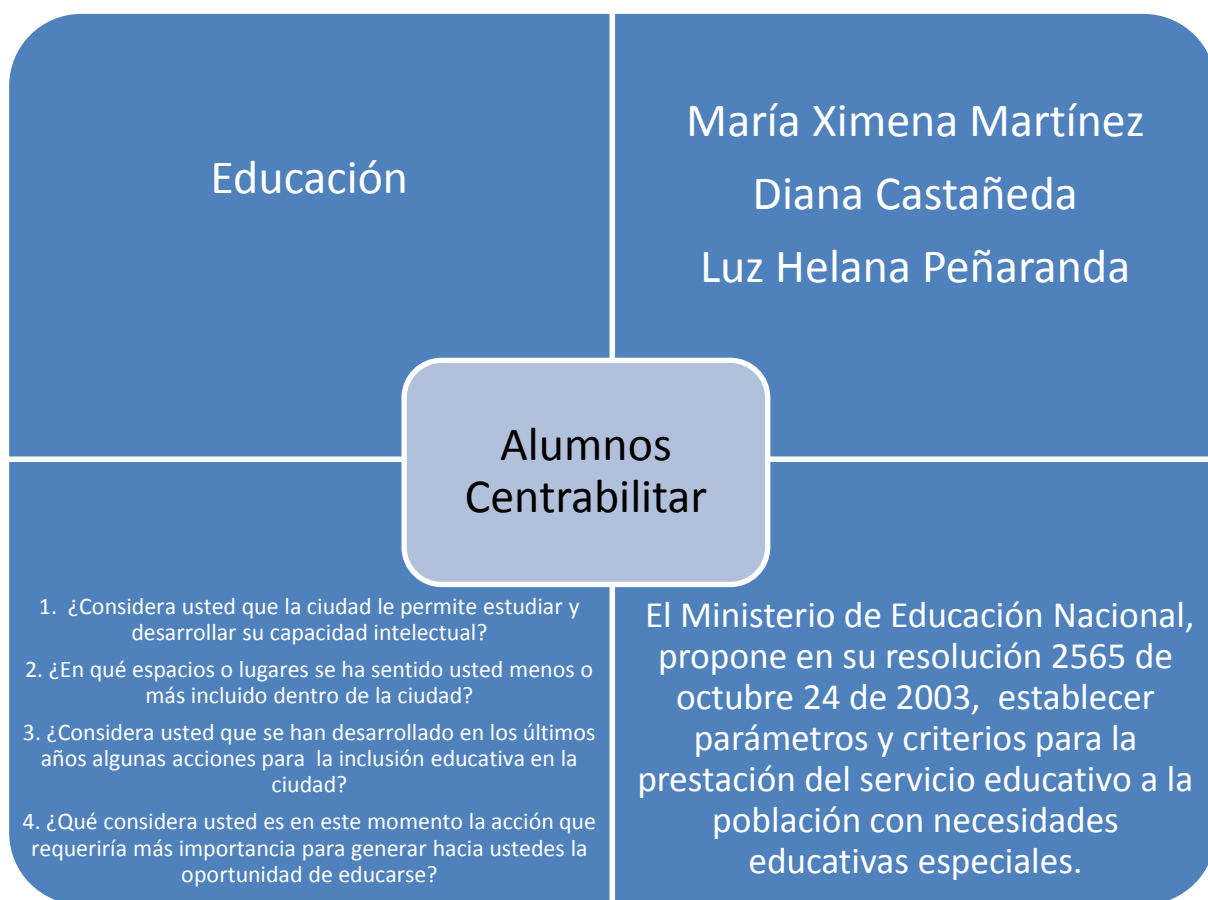 Educación
María Ximena Martínez
Diana Castañeda
Luz Helana Peñaranda
Alumnos
Centrabilitar
1. ¿Considera usted que la ciudad le permite estudiar y
desarrollar su capacidad intelectual?
2. ¿En qué espacios o lugares se ha sentido usted menos o
más incluido dentro de la ciudad?
3. ¿Considera usted que se han desarrollado en los últimos
años algunas acciones para la inclusión educativa en la
ciudad?
4. ¿Qué considera usted es en este momento la acción que
requeriría más importancia para generar hacia ustedes la
oportunidad de educarse?
El Ministerio de Educación Nacional,
propone en su resolución 2565 de
octubre 24 de 2003, establecer
parámetros y criterios para la
prestación del servicio educativo a la
población con necesidades
educativas especiales.